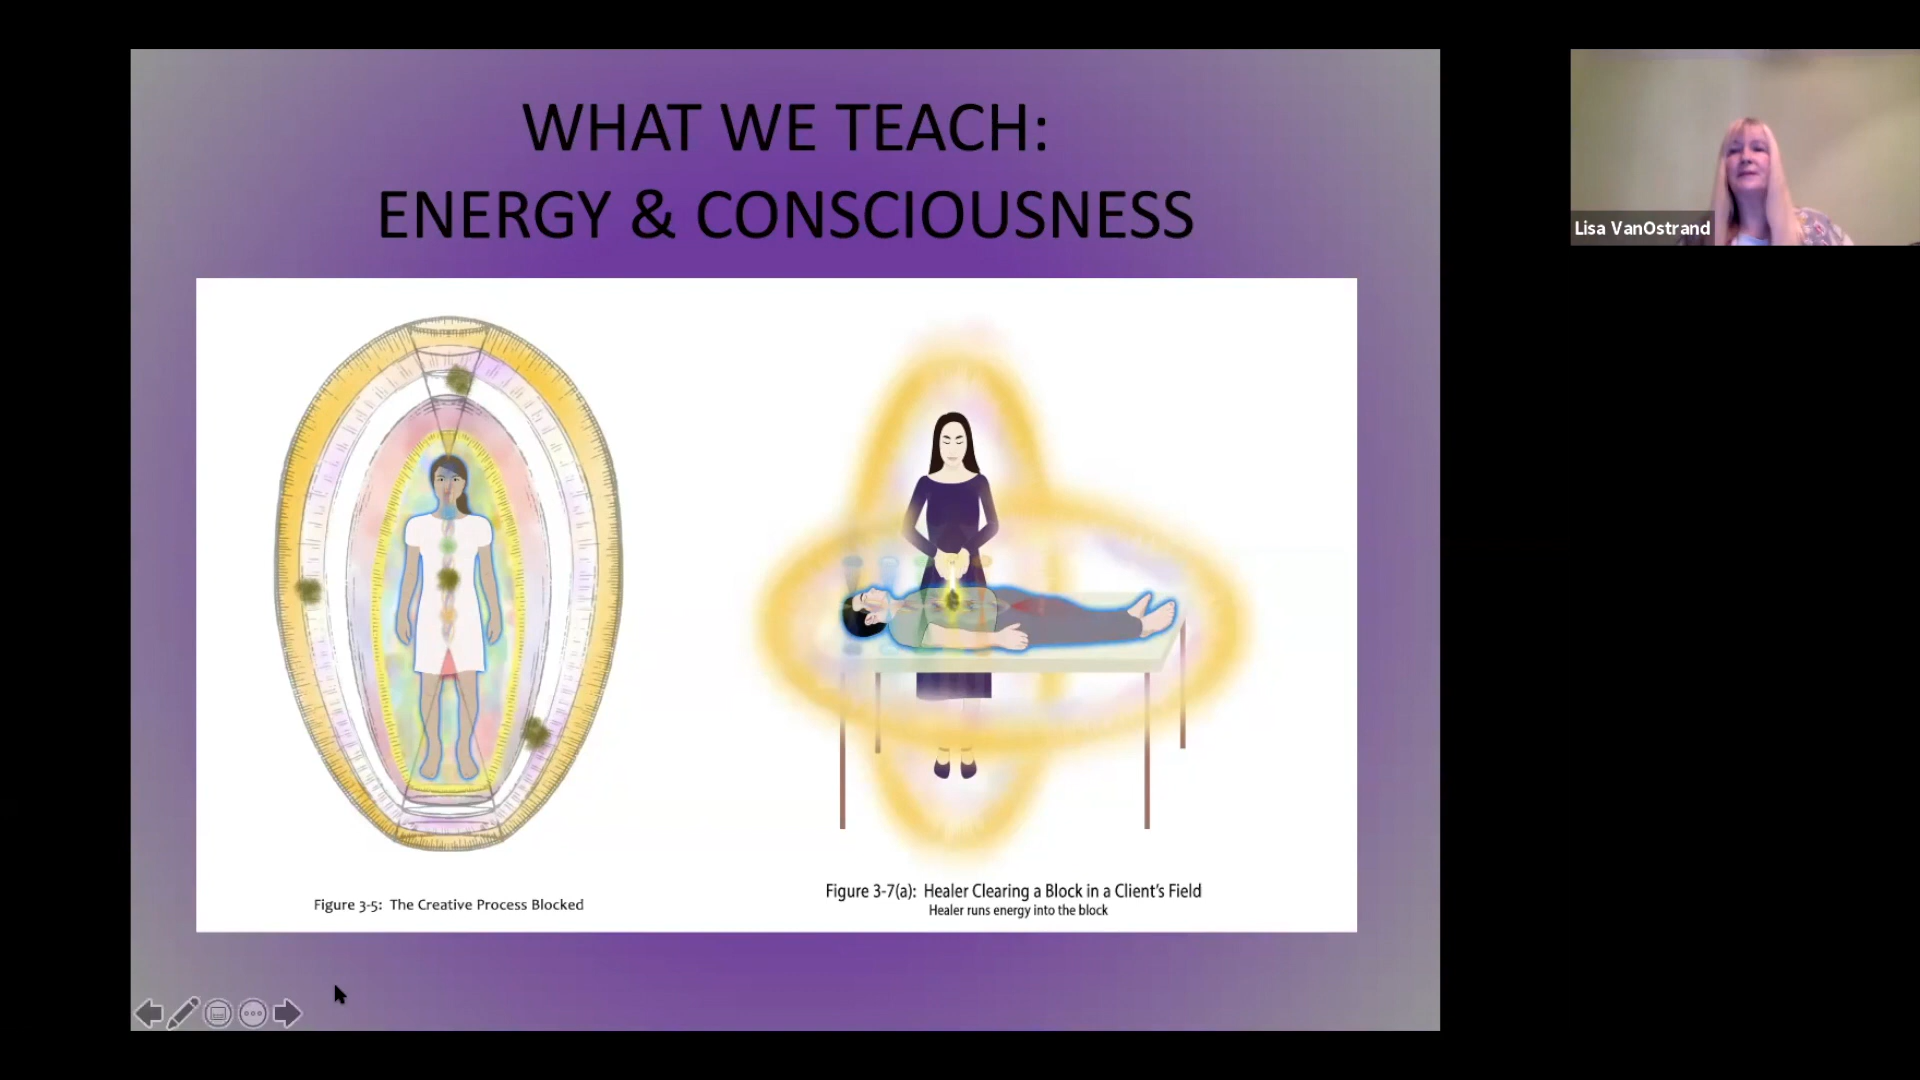 WHAT WE TEACH:
ENERGY & CONSCIOUSNESS
Lisa VanOstrand
Figure 3-5: The Creative Process Blocked
Figure 3-7(a): Healer Clearing a Block in a Client's Field
Healer runs energy into the block